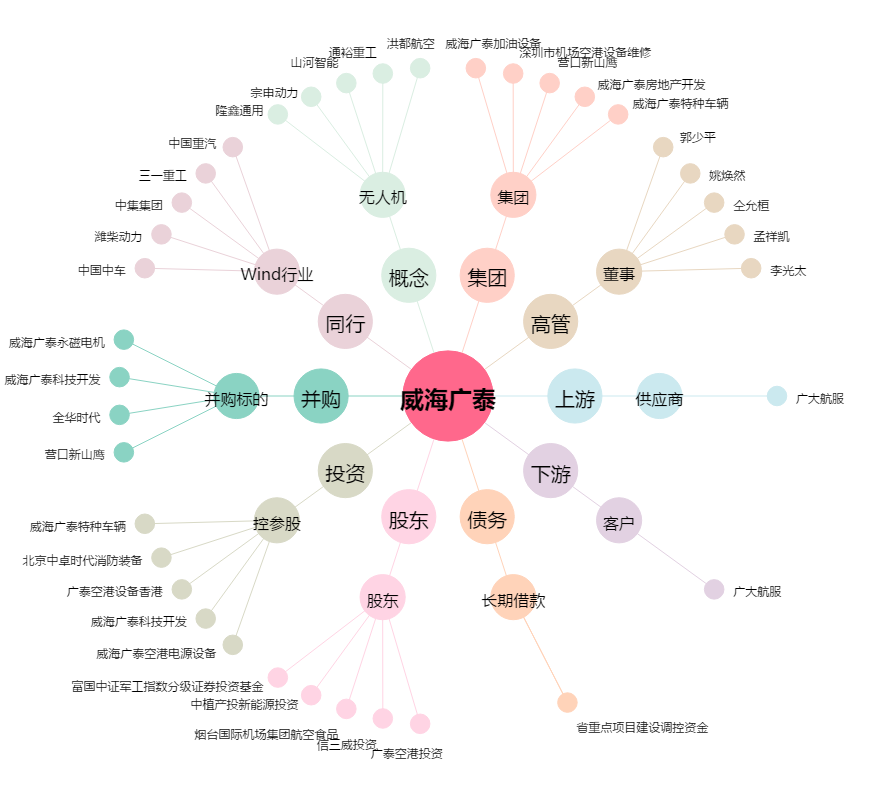 洪都航空
通裕重工
山河智能
宗申动力
隆鑫通用
无人机
概念
威海广泰加油设备
深圳市机场空港设备维修
营口新山鹰
威海广泰房地产开发
威海广泰特种车辆
集团
集团
郭少平
姚焕然
仝允桓
孟祥凯
李光太
董事
高管
中国重汽
三一重工
中集集团
潍柴动力
中国中车
Wind行业
同行
威海广泰
上游
供应商
广大航服
威海广泰永磁电机
威海广泰科技开发
全华时代
营口新山鹰
并购标的
并购
下游
客户
广大航服
投资
控参股
威海广泰特种车辆
北京中卓时代消防装备
广泰空港设备香港
威海广泰科技开发
威海广泰空港电源设备
股东
股东
富国中证军工指数分级证券投资基金
中植产投新能源投资
烟台国际机场集团航空食品
信三威投资
广泰空港投资
债务
长期借款
省重点项目建设调控资金